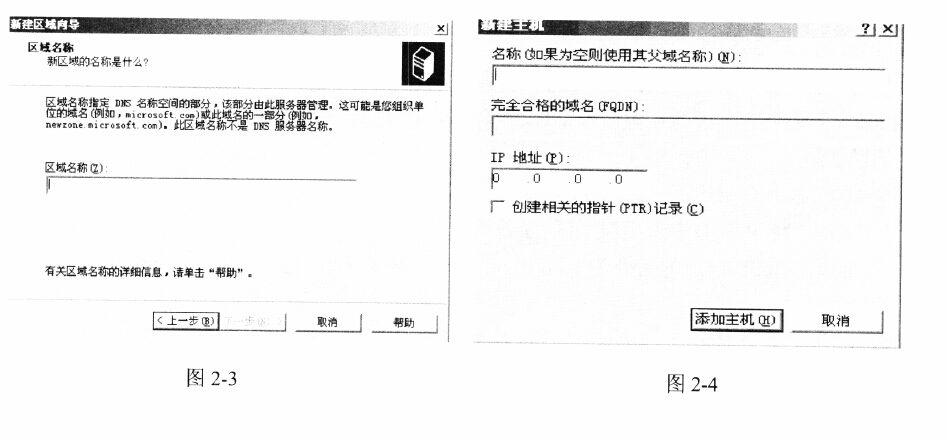 新建区域向导
区域名称
新区域的名称是什么?
区域名称指定 DNS 名称空间的部分，该部分由此服务器管理。这可能是您组织单
位的域名(例如，microsoft.com)或此域名的一部分(例如，
newzone.microsoft.com)。此区域名称不是 DNS 服务器名称。
区域名称(Z):
有关区域名称的详细信息，请单击“帮助”。
<上一步(B)
下一步(N)>
取消
帮助
图 2-3
新建主机
名称(如果为空则使用其父域名称)(N):
完全合格的域名(FQDN):
IP 地址(P):
0 .0 .0 .0
创建相关的指针(PTR)记录(C)
添加主机(H)
取消
图 2-4